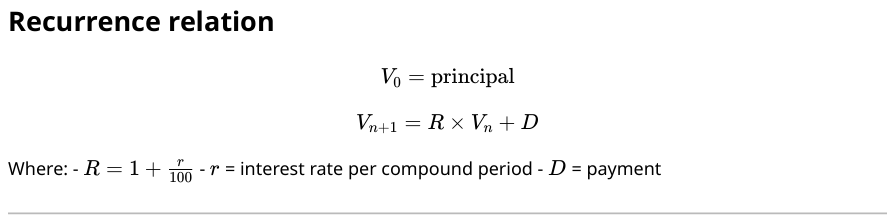 Recurrence relation
V₀ = principal
Vₙ₊₁ = R × Vₙ + D
Where: - R = 1 + r/100 - r = interest rate per compound period - D = payment